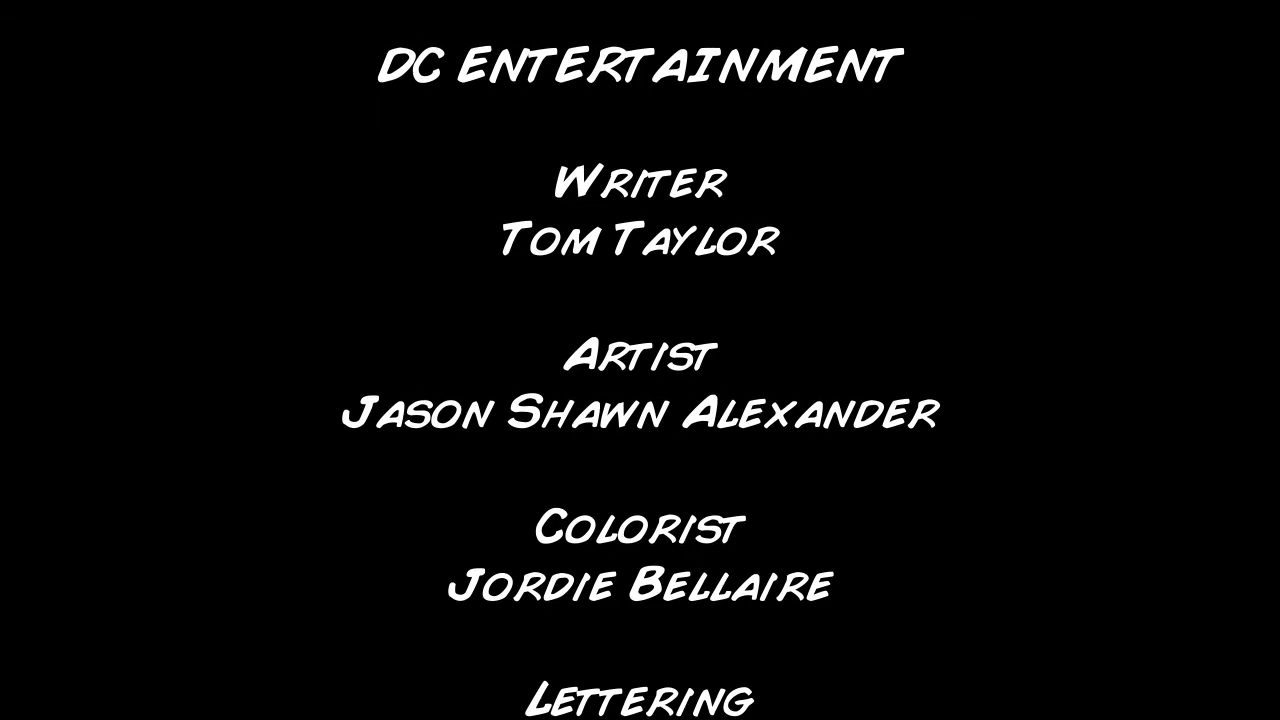 DC ENTERTAINMENT
WRITER
TOM TAYLOR
ARTIST
JASON SHAWN ALEXANDER
COLORIST
JORDIE BELLAIRE
LETTERING